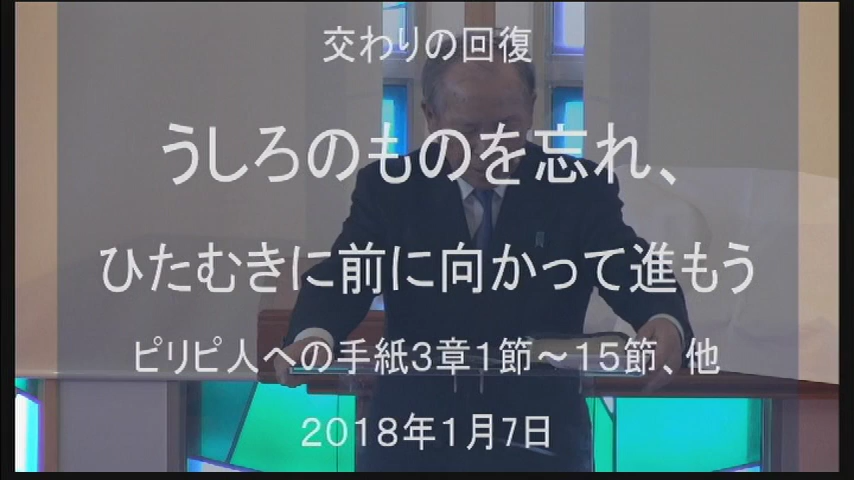 交わりの回復
うしろのものを忘れ、
ひたむきに前に向かって進もう
ピリピ人への手紙３章１節～１５節、他
２０１８年１月７日